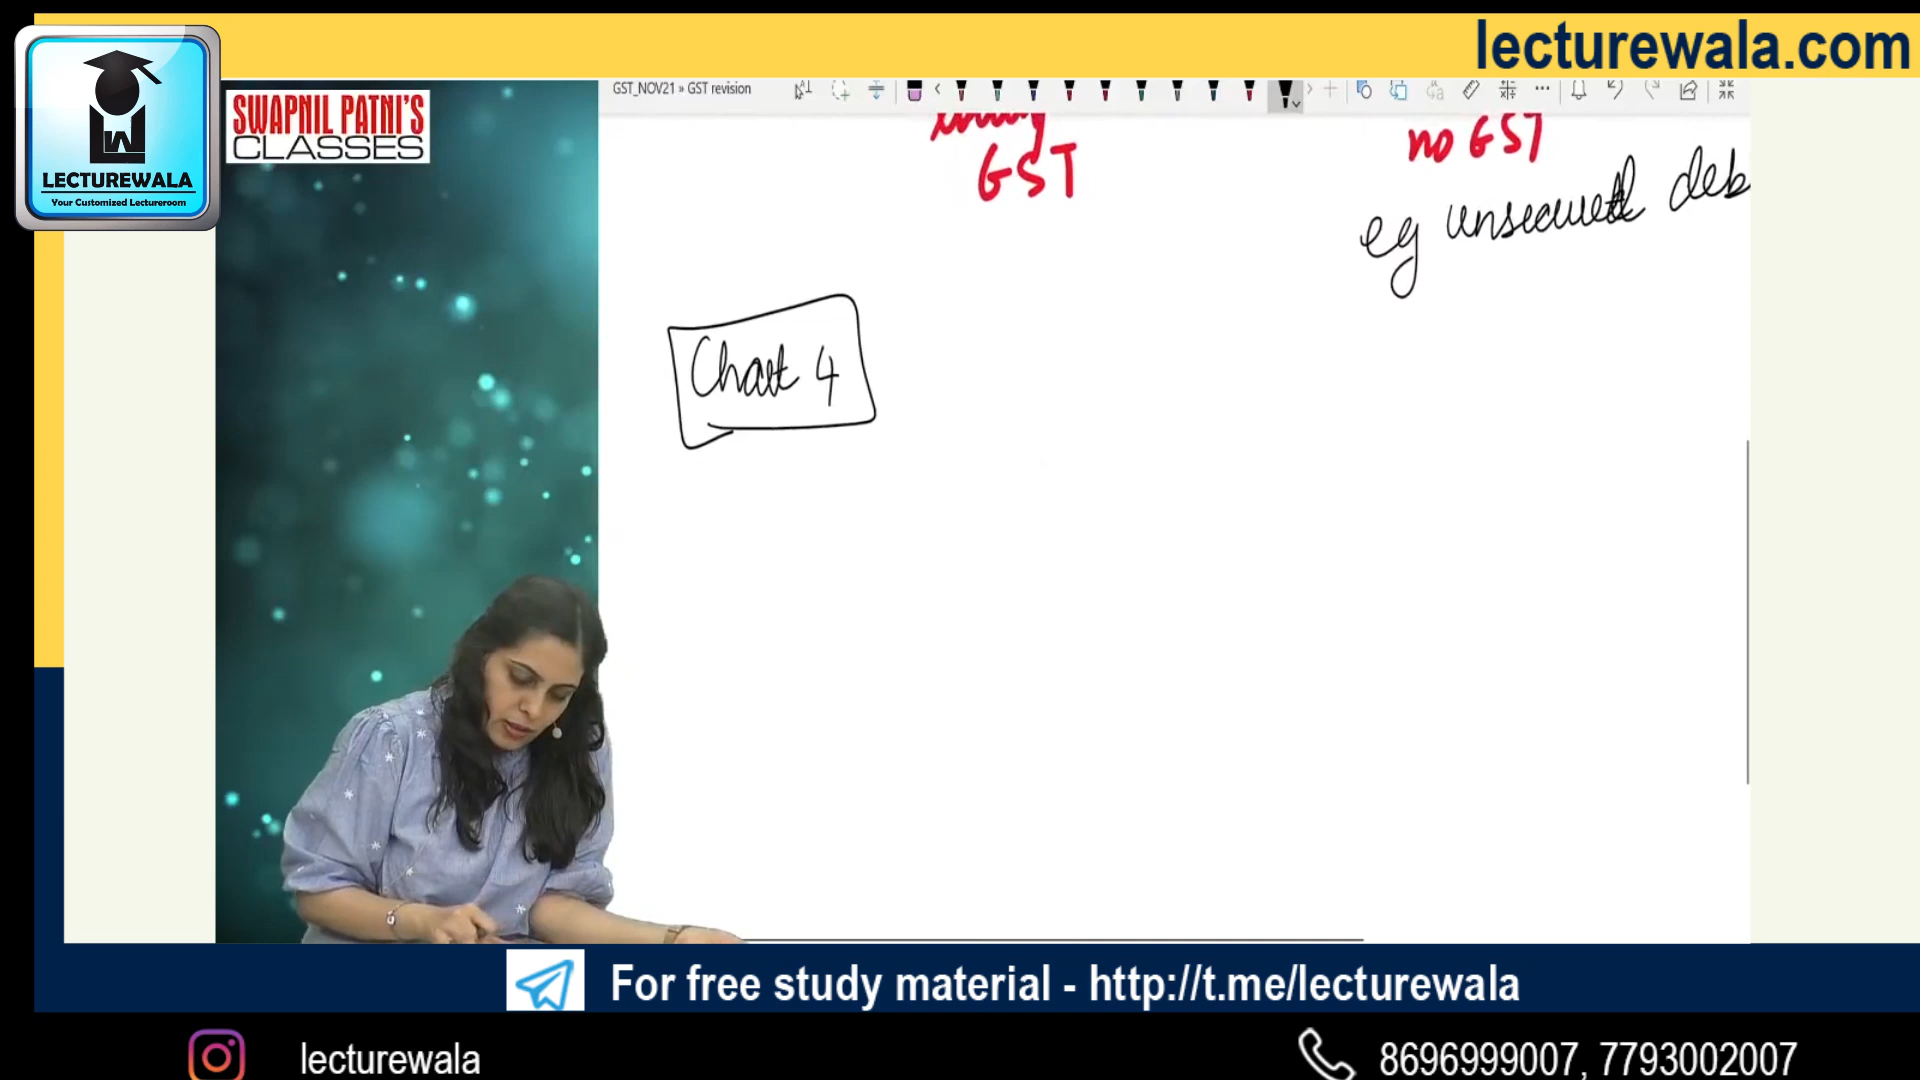 lecturewala.com
GST_NOV21 » GST revision
SWAPNIL PATNI'S
CLASSES
LW
LECTUREWALA
Your Customized Lectureroom
GST
no GST
eg unsecured deb
Chart 4
For free study material - http://t.me/lecturewala
lecturewala
8696999007, 7793002007